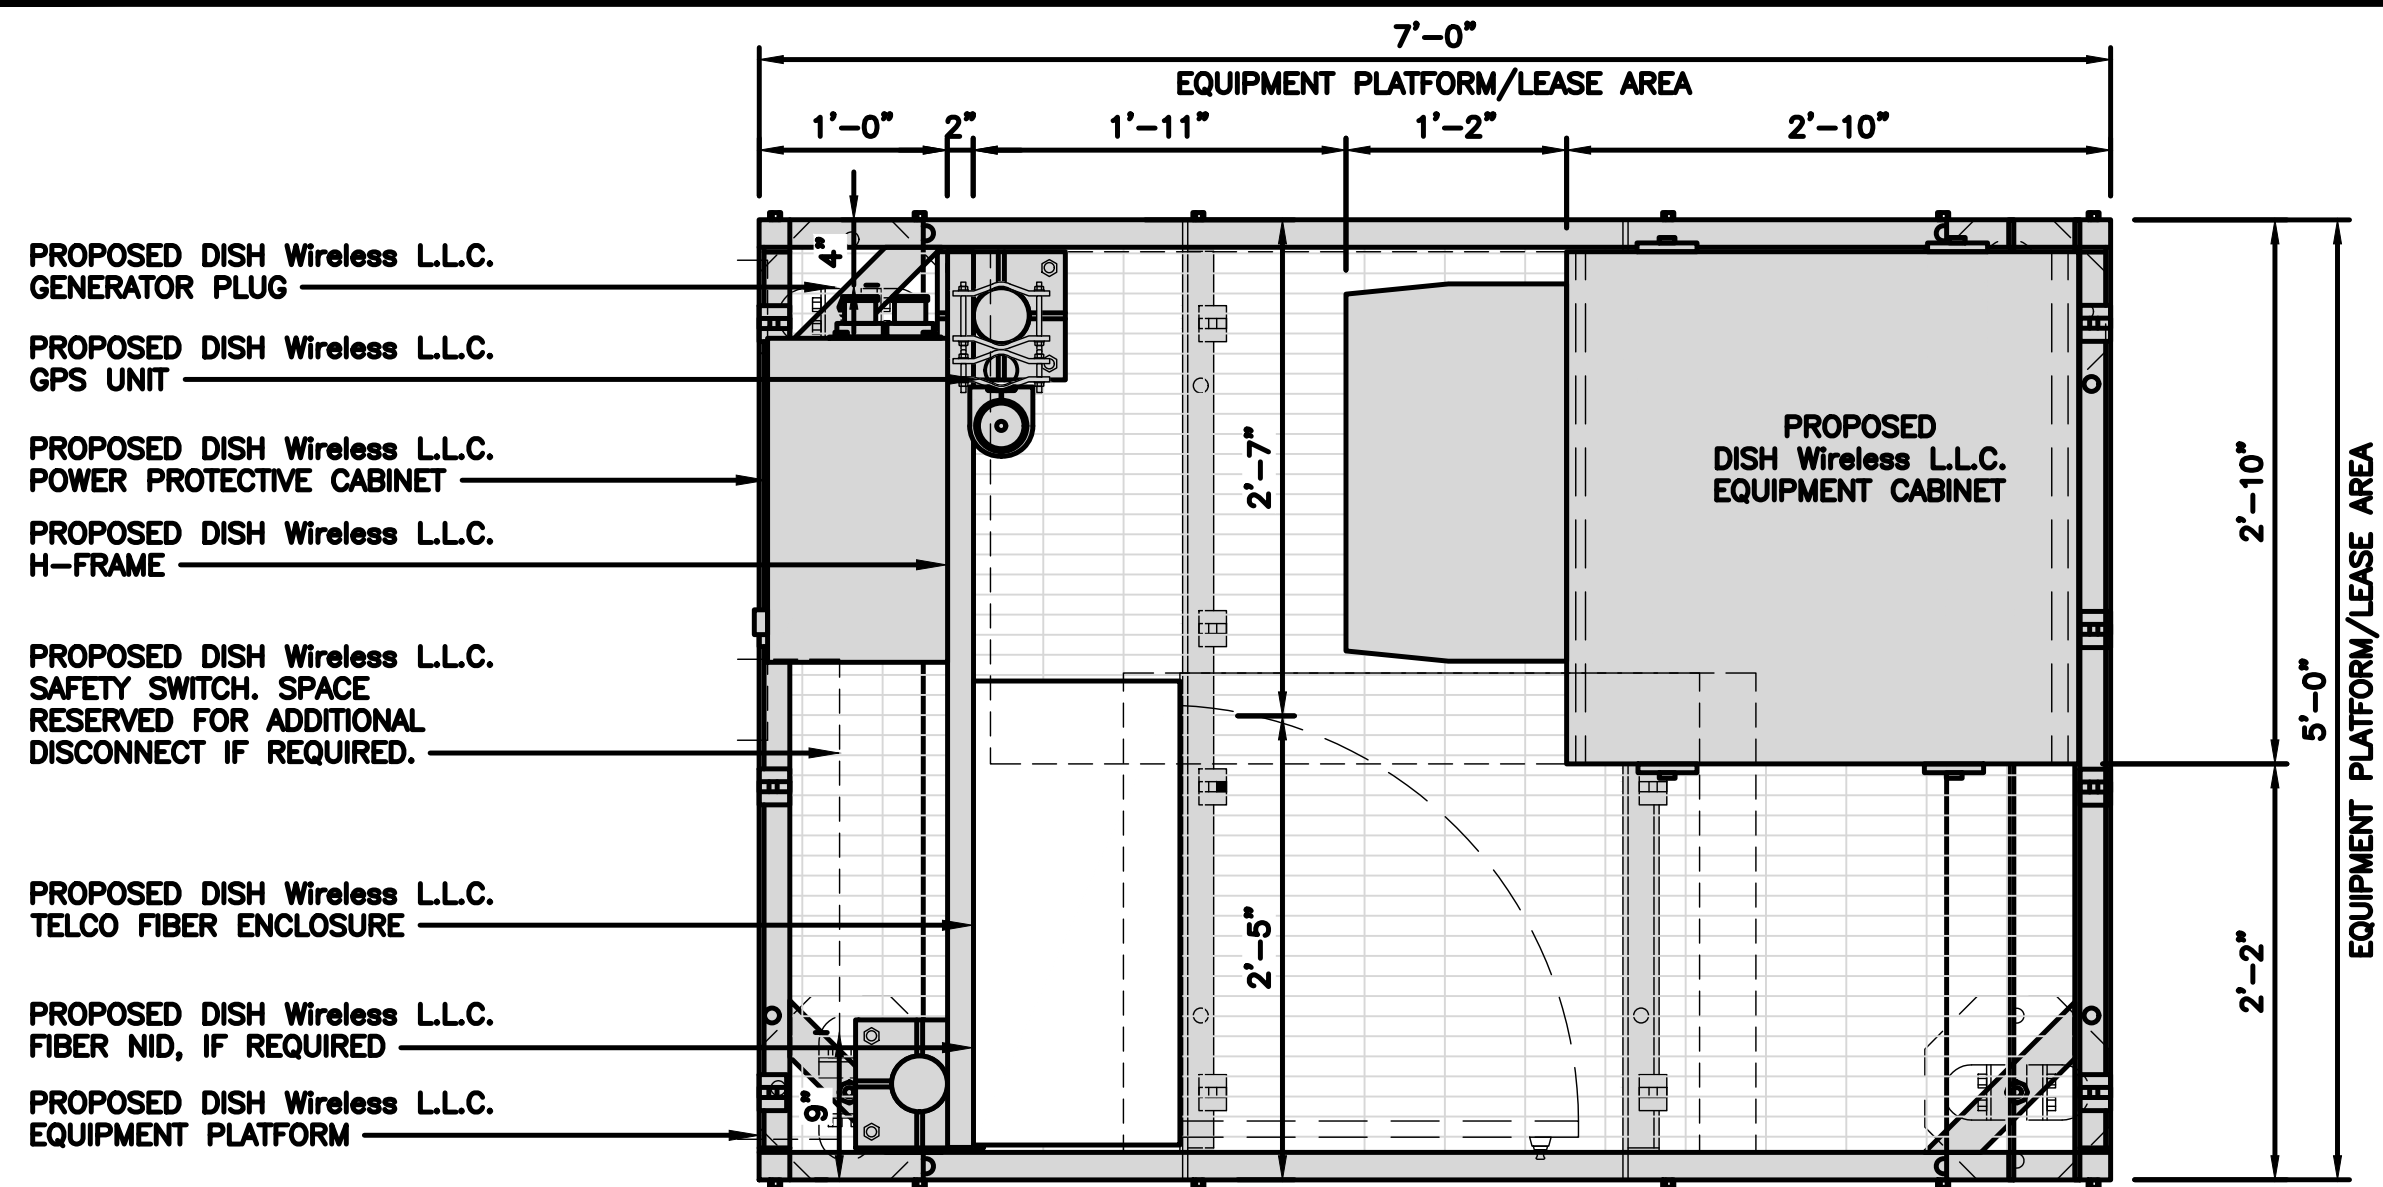 7'-0"
EQUIPMENT PLATFORM/LEASE AREA
1'-0" 2" 1'-11" 1'-2" 2'-10"
4"
PROPOSED DISH Wireless L.L.C.
GENERATOR PLUG
PROPOSED DISH Wireless L.L.C.
GPS UNIT
PROPOSED DISH Wireless L.L.C.
POWER PROTECTIVE CABINET
PROPOSED DISH Wireless L.L.C.
H-FRAME
PROPOSED DISH Wireless L.L.C.
SAFETY SWITCH. SPACE
RESERVED FOR ADDITIONAL
DISCONNECT IF REQUIRED.
PROPOSED DISH Wireless L.L.C.
TELCO FIBER ENCLOSURE
PROPOSED DISH Wireless L.L.C.
FIBER NID, IF REQUIRED
PROPOSED DISH Wireless L.L.C.
EQUIPMENT PLATFORM
9"
2'-7"
2'-5"
PROPOSED
DISH Wireless L.L.C.
EQUIPMENT CABINET
2'-10"
2'-2"
5'-0"
EQUIPMENT PLATFORM/LEASE AREA